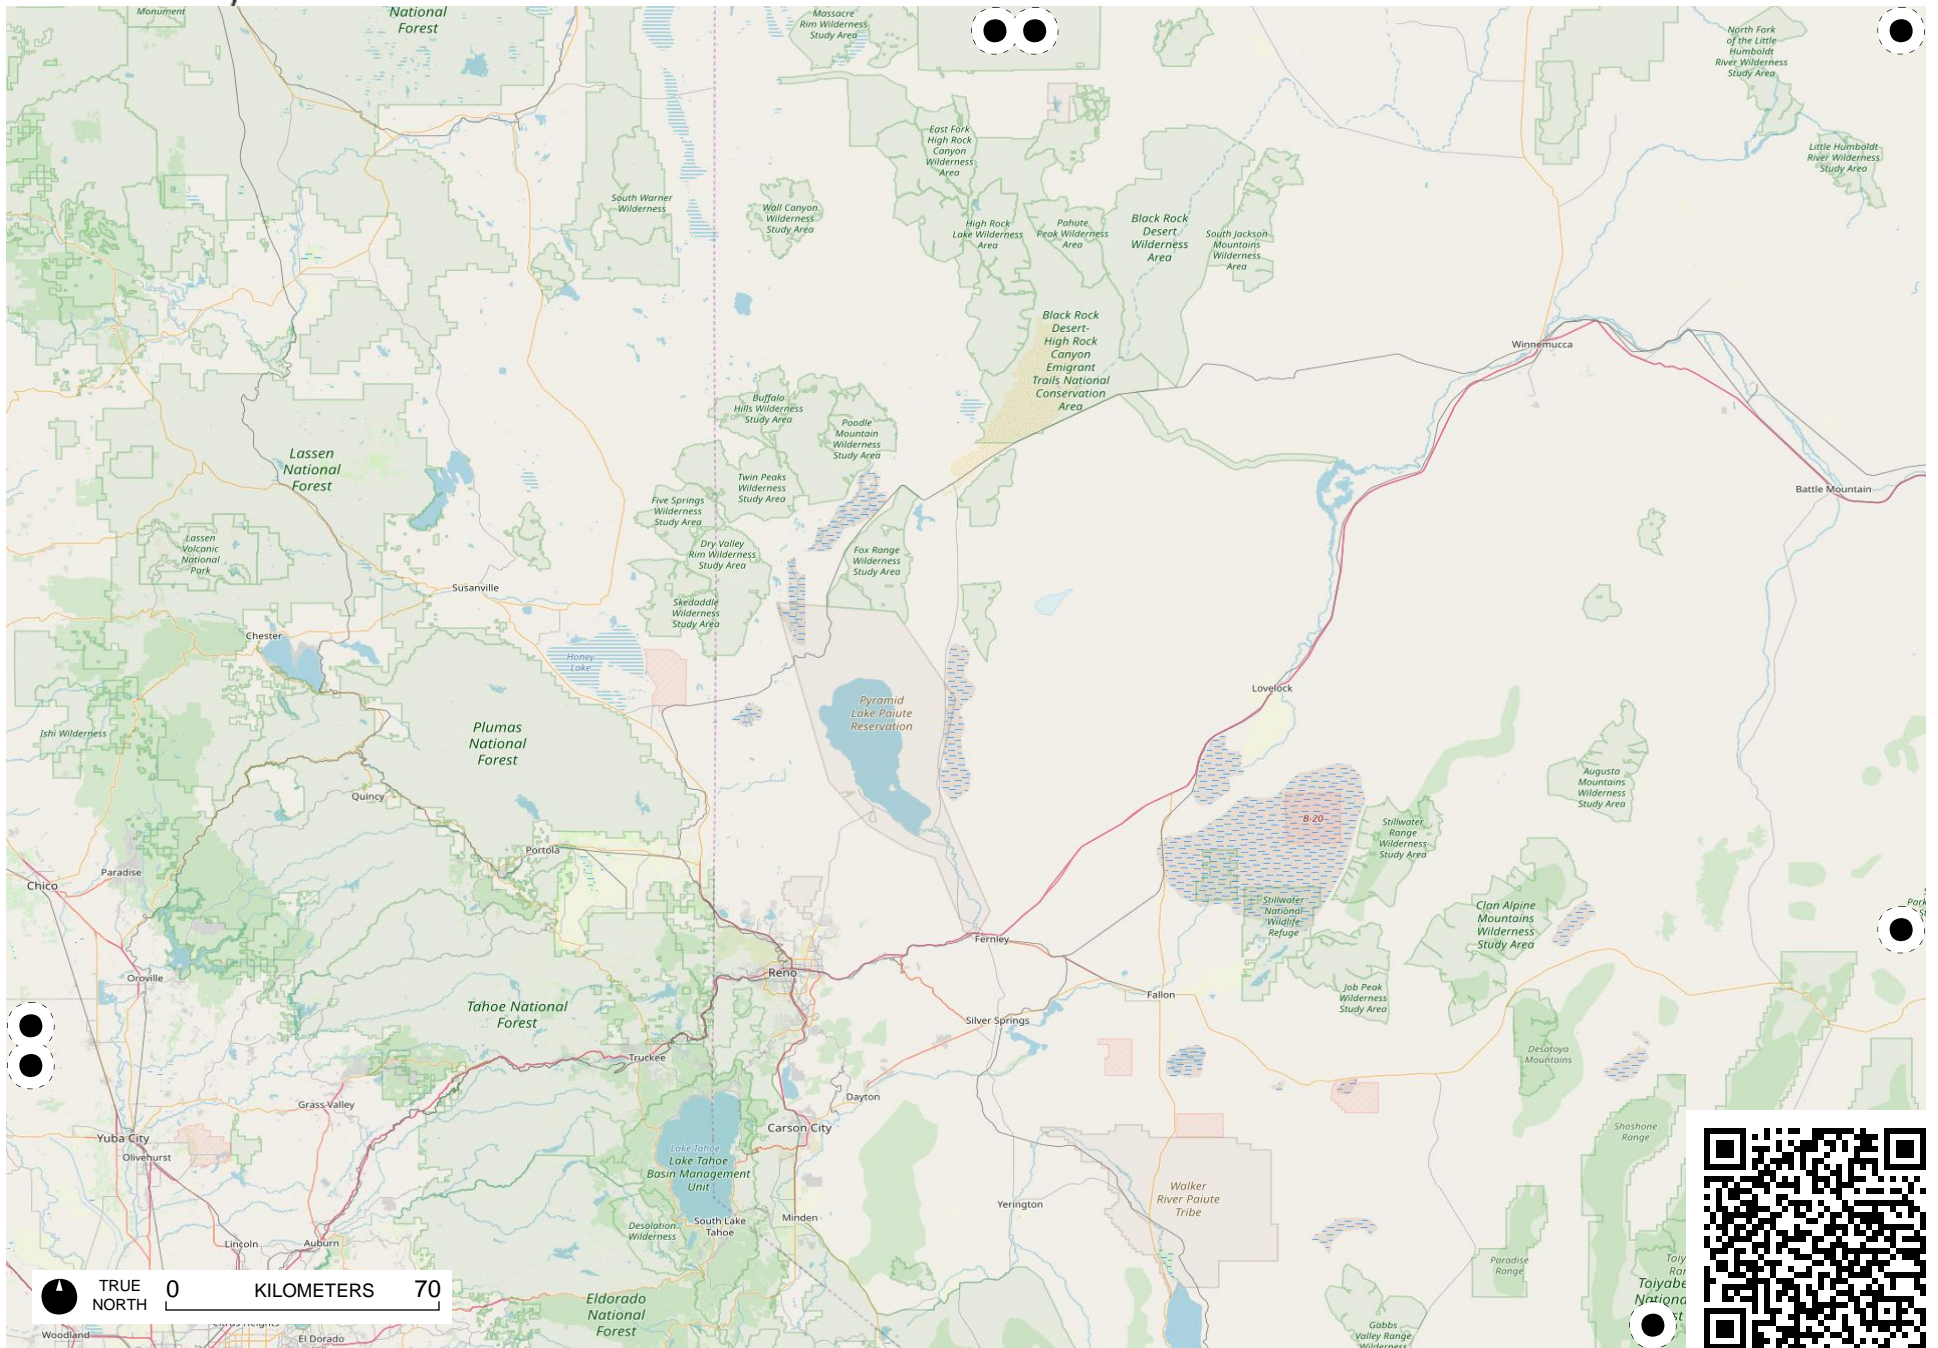 Monument
National
Forest
Massacre
Rim Wilderness
Study Area
North Fork
of the Little
Humboldt
River Wilderness
Study Area
East Fork
High Rock
Canyon
Wilderness
Area
Little Humboldt
River Wilderness
Study Area
South Warner
Wilderness
Wall Canyon
Wilderness
Study Area
High Rock
Lake Wilderness
Area
Pahute
Peak Wilderness
Area
Black Rock
Desert
Wilderness
Area
South Jackson
Mountains
Wilderness
Area
Black Rock
Desert-
High Rock
Canyon
Emigrant
Trails National
Conservation
Area
Winnemucca
Buffalo
Hills Wilderness
Study Area
Poodle
Mountain
Wilderness
Study Area
Lassen
National
Forest
Twin Peaks
Wilderness
Study Area
Five Springs
Wilderness
Study Area
Battle Mountain
Lassen
Volcanic
National
Park
Dry Valley
Rim Wilderness
Study Area
Fox Range
Wilderness
Study Area
Susanville
Skedaddle
Wilderness
Study Area
Chester
Honey
Lake
Lovelock
Pyramid
Lake Paiute
Reservation
Ishi Wilderness
Plumas
National
Forest
Augusta
Mountains
Wilderness
Study Area
Quincy
B-20
Stillwater
Range
Wilderness
Study Area
Portola
Paradise
Chico
Stillwater
National
Wildlife
Refuge
Clan Alpine
Mountains
Wilderness
Study Area
Fernley
Reno
Oroville
Fallon
Job Peak
Wilderness
Study Area
Tahoe National
Forest
Silver Springs
Truckee
Desatoya
Mountains
Grass Valley
Dayton
Carson City
Yuba City
Olivehurst
Shoshone
Range
Lake Tahoe
Lake Tahoe
Basin Management
Unit
Walker
River Paiute
Tribe
Yerington
South Lake
Tahoe
Minden
Desolation
Wilderness
Lincoln
Auburn
Paradise
Range
TRUE
NORTH
0 KILOMETERS 70
Eldorado
National
Forest
Woodland
El Dorado
Gabbs
Valley Range
Wilderness